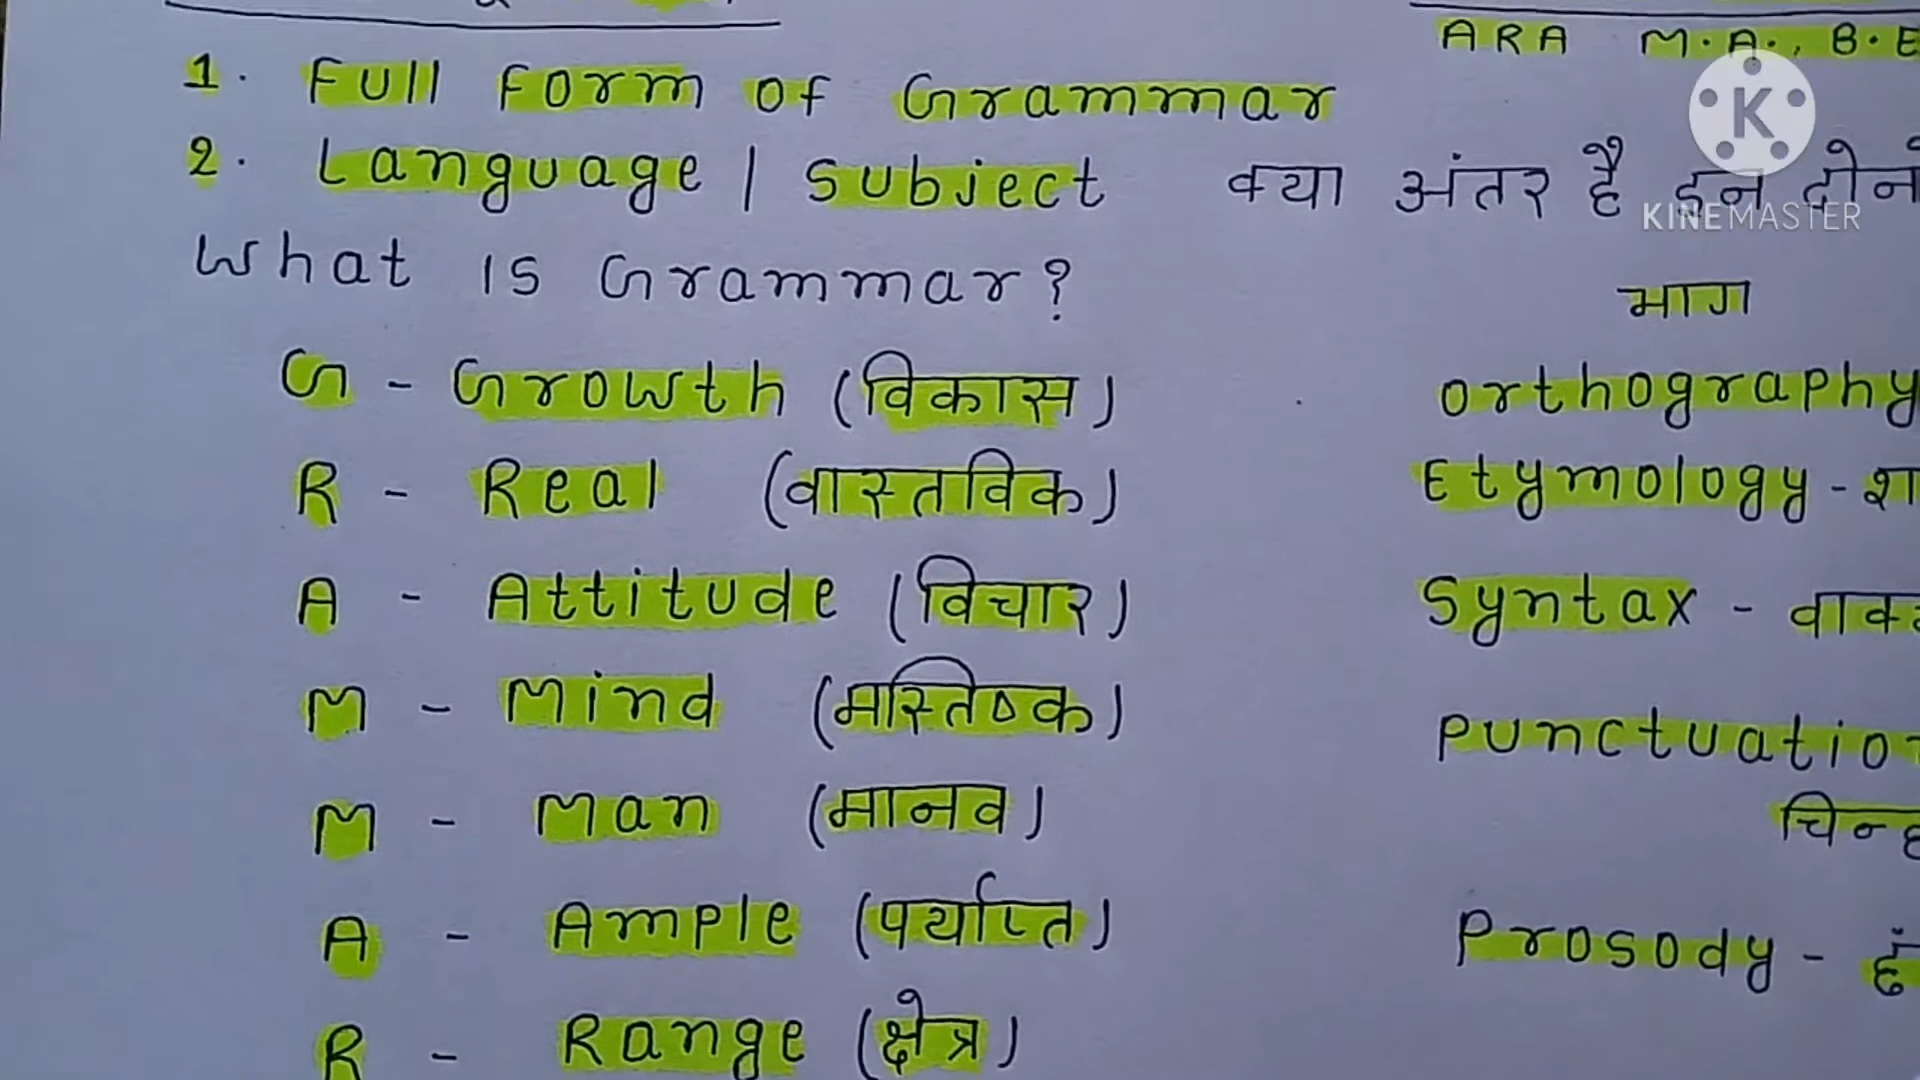 ARA M.A., B.E
1. Full Form of Grammar
2. Language | Subject क्या अंतर है इन दोनो
K
KINEMASTER
What is Grammar?
भाग
G - Growth (विकास)
Orthography
R - Real (वास्तविक)
Etymology - श
A - Attitude (विचार)
Syntax - वाक्य
M - Mind (मस्तिष्क)
Punctuation
M - Man (मानव)
चिन्ह
A - Ample (पर्याप्त)
Prosody - छं
R - Range (क्षेत्र)